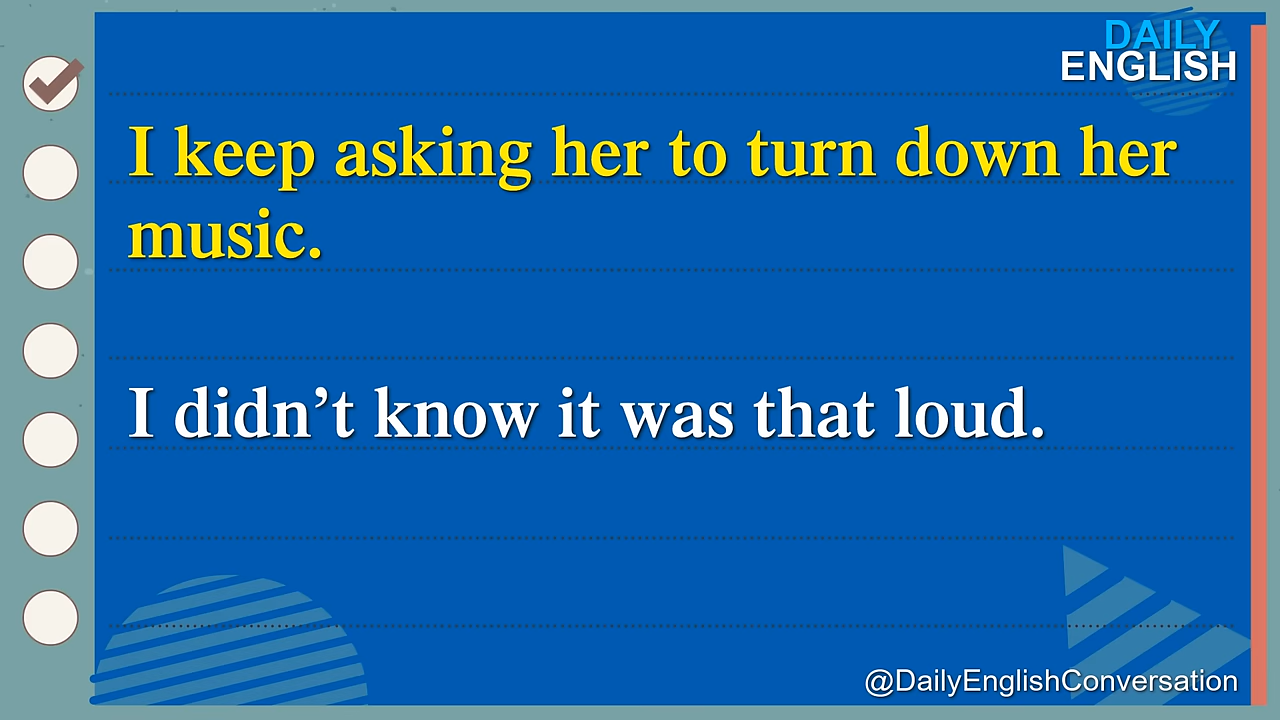 DAILY
ENGLISH
I keep asking her to turn down her
music.
I didn’t know it was that loud.
@DailyEnglishConversation